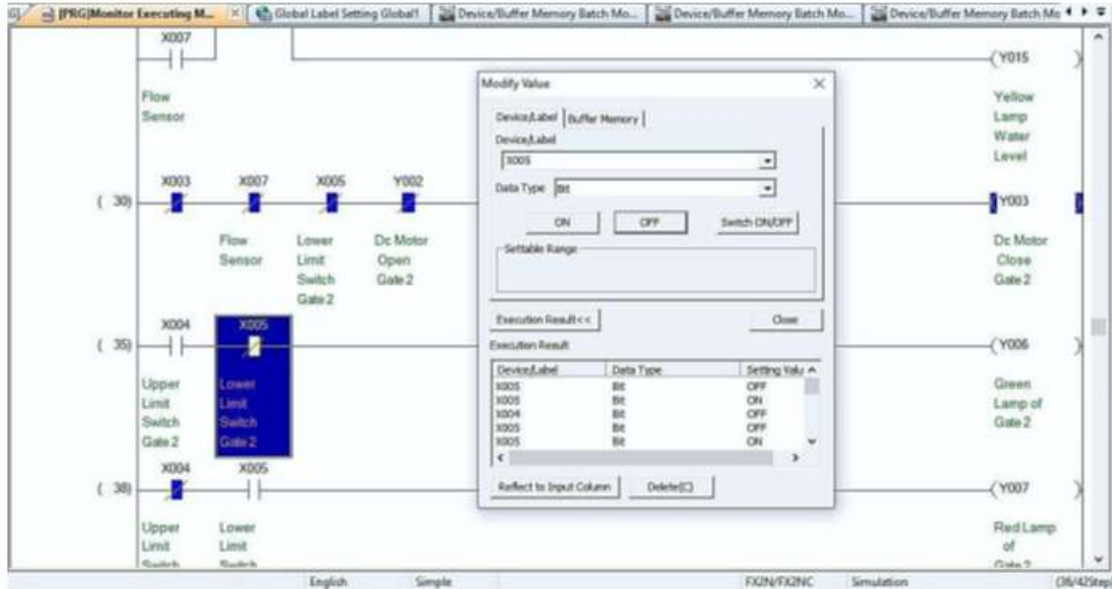 [PRG]Monitor Executing M...
Global Label Setting Global1
Device/Buffer Memory Batch Mo...
Device/Buffer Memory Batch Mo...
Device/Buffer Memory Batch Mo
X007
Y015
Flow
Sensor
Yellow
Lamp
Water
Level
( 30)
X003
X007
X005
Y002
Y003
Flow
Sensor
Lower
Limit
Switch
Gate 2
Dc Motor
Open
Gate 2
Dc Motor
Close
Gate 2
( 35)
X004
X005
Y006
Upper
Limit
Switch
Gate 2
Lower
Limit
Switch
Gate 2
Green
Lamp of
Gate 2
( 38)
X004
X005
Y007
Upper
Limit
Switch
Lower
Limit
Switch
Red Lamp
of
Gate 2
Modify Value
Device/Label
Buffer Memory
Device/Label
X005
Data Type
Bit
ON
OFF
Switch ON/OFF
Settable Range
Execution Result<<
Close
Execution Result
Device/Label Data Type Setting Valu
X005 Bit OFF
X005 Bit ON
X004 Bit OFF
X005 Bit OFF
X005 Bit ON
Reflect to Input Column
Delete(C)
English
Simple
FX2N/FX2NC
Simulation
(36/42Step)